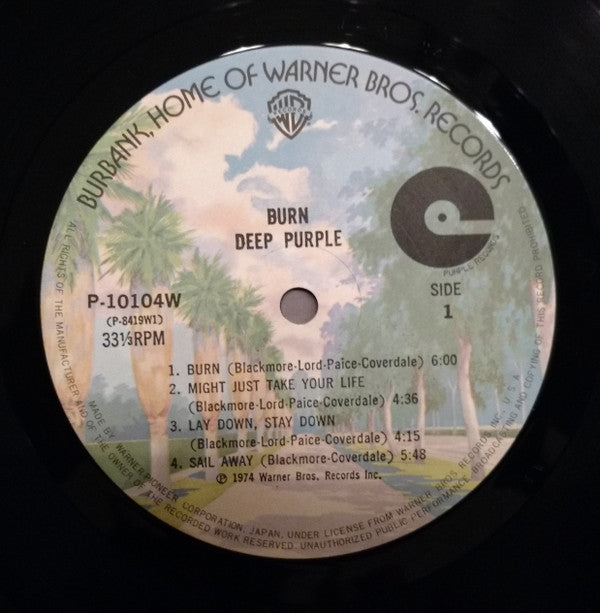 BURBANK, HOME OF WARNER BROS. RECORDS
WB
RECORDS
BURN
DEEP PURPLE
PURPLE RECORDS
P-10104W
(P-8419W1)
33⅓RPM
SIDE
1
1. BURN (Blackmore-Lord-Paice-Coverdale) 6:00
2. MIGHT JUST TAKE YOUR LIFE
(Blackmore-Lord-Paice-Coverdale) 4:36
3. LAY DOWN, STAY DOWN
(Blackmore-Lord-Paice-Coverdale) 4:15
4. SAIL AWAY (Blackmore-Coverdale) 5:48
℗ 1974 Warner Bros. Records Inc.
MADE BY WARNER-PIONEER CORPORATION, JAPAN, UNDER LICENSE FROM WARNER BROS. RECORDS INC., U.S.A.
ALL RIGHTS OF THE MANUFACTURER AND OF THE OWNER OF THE RECORDED WORK RESERVED. UNAUTHORIZED PUBLIC PERFORMANCE, BROADCASTING AND COPYING OF THIS RECORD PROHIBITED